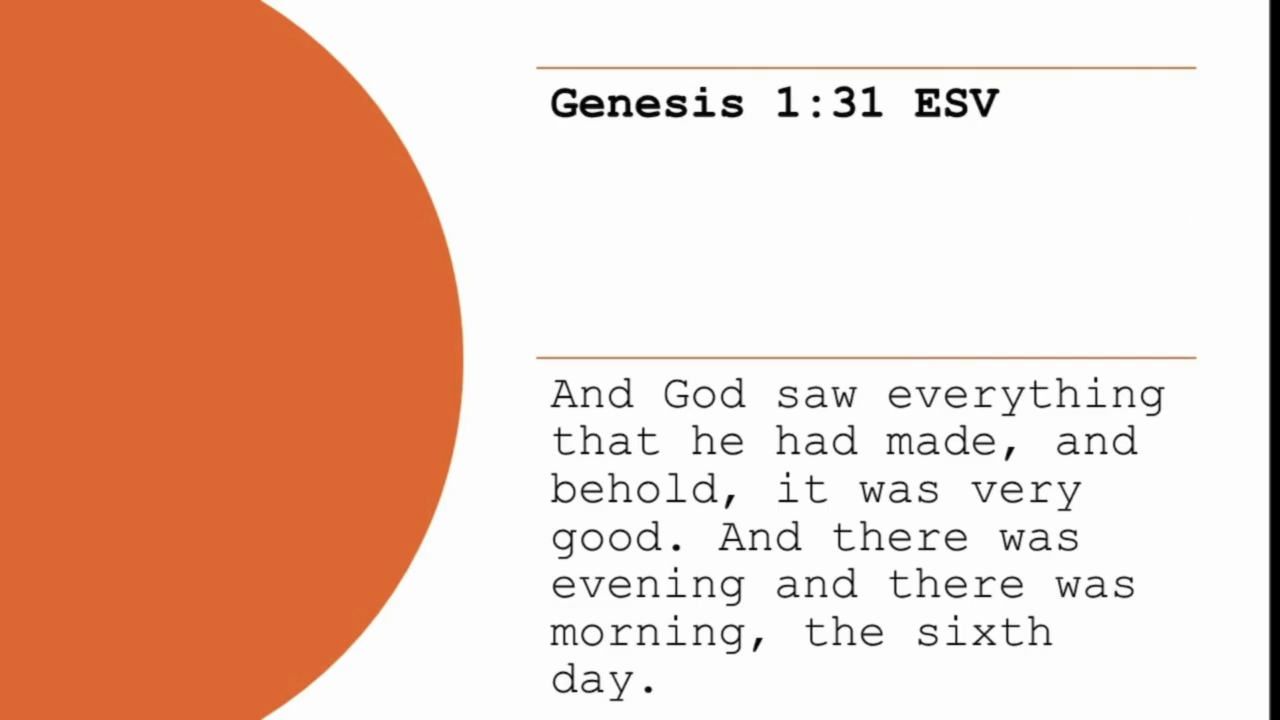 Genesis 1:31 ESV
And God saw everything
that he had made, and
behold, it was very
good. And there was
evening and there was
morning, the sixth
day.